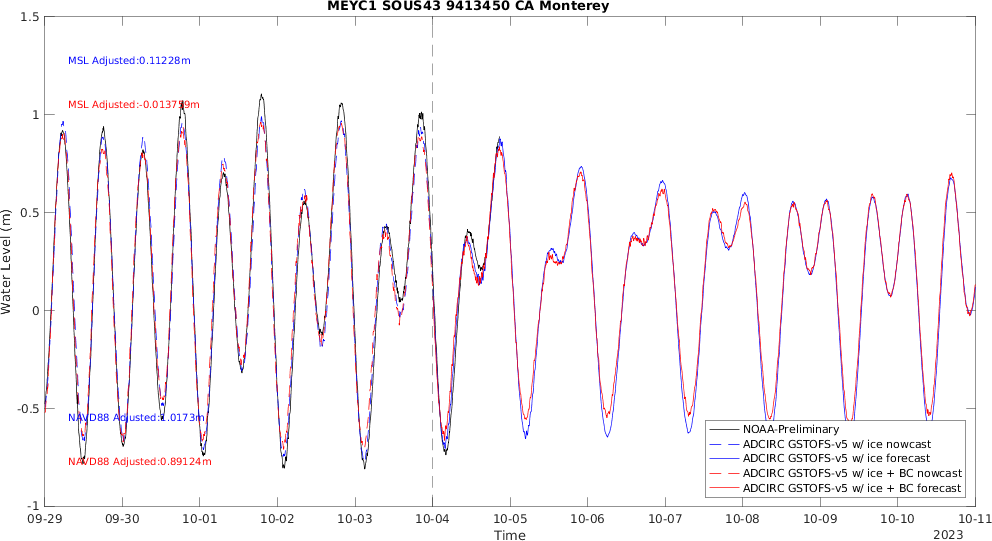 MEYC1 SOUS43 9413450 CA Monterey
1.5
1
0.5
0
-0.5
-1
Water Level (m)
MSL Adjusted:0.11228m
MSL Adjusted:-0.013759m
NAVD88 Adjusted:1.0173m
NAVD88 Adjusted:0.89124m
NOAA-Preliminary
ADCIRC GSTOFS-v5 w/ ice nowcast
ADCIRC GSTOFS-v5 w/ ice forecast
ADCIRC GSTOFS-v5 w/ ice + BC nowcast
ADCIRC GSTOFS-v5 w/ ice + BC forecast
09-29 09-30 10-01 10-02 10-03 10-04 10-05 10-06 10-07 10-08 10-09 10-10 10-11
Time
2023